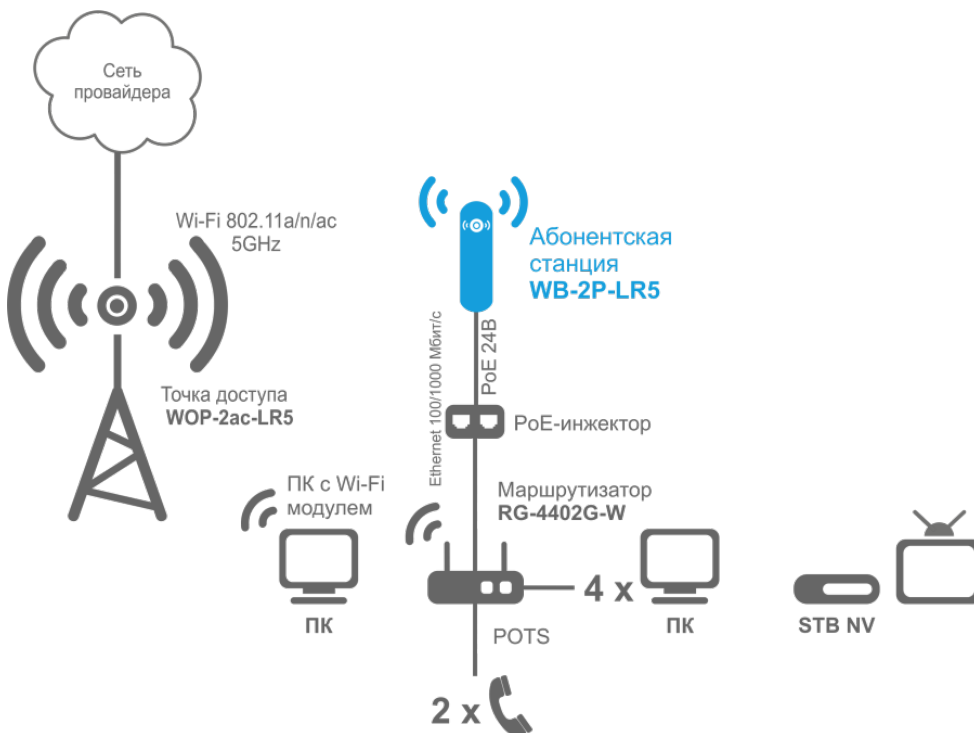 Сеть
провайдера
Wi-Fi 802.11a/n/ac
5GHz
Точка доступа
WOP-2ac-LR5
Абонентская
станция
WB-2P-LR5
Ethernet 100/1000 Мбит/с
PoE 24В
PoE-инжектор
Маршрутизатор
RG-4402G-W
ПК с Wi-Fi
модулем
ПК
4 x
ПК
STB NV
POTS
2 x